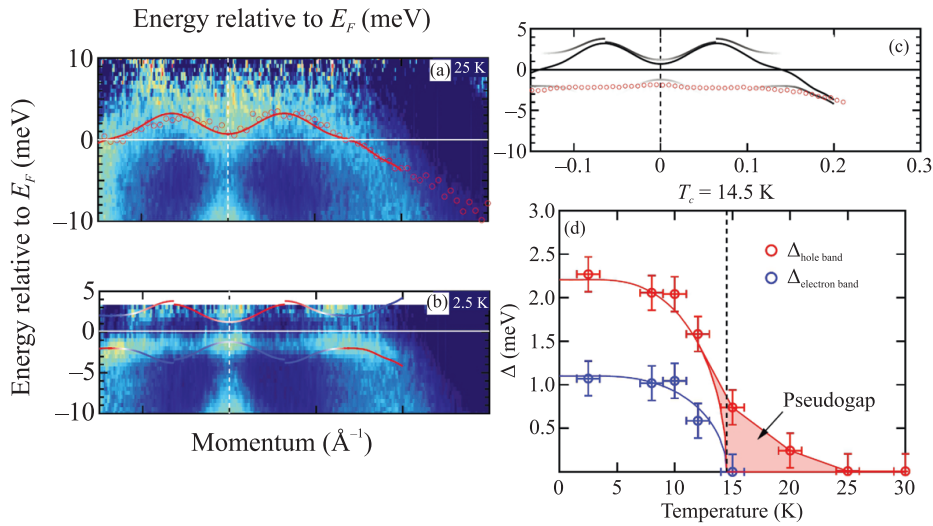 Energy relative to E_F (meV)
Energy relative to E_F (meV)
10
0
−10
(a)
25 K
5
0
−5
−10
(b)
2.5 K
Momentum (Å⁻¹)
5
0
−5
−10
(c)
−0.1
0
0.1
0.2
0.3
T_c = 14.5 K
(d)
Δ_hole band
Δ_electron band
Pseudogap
Δ (meV)
3.0
2.5
2.0
1.5
1.0
0.5
0 5 10 15 20 25 30
Temperature (K)